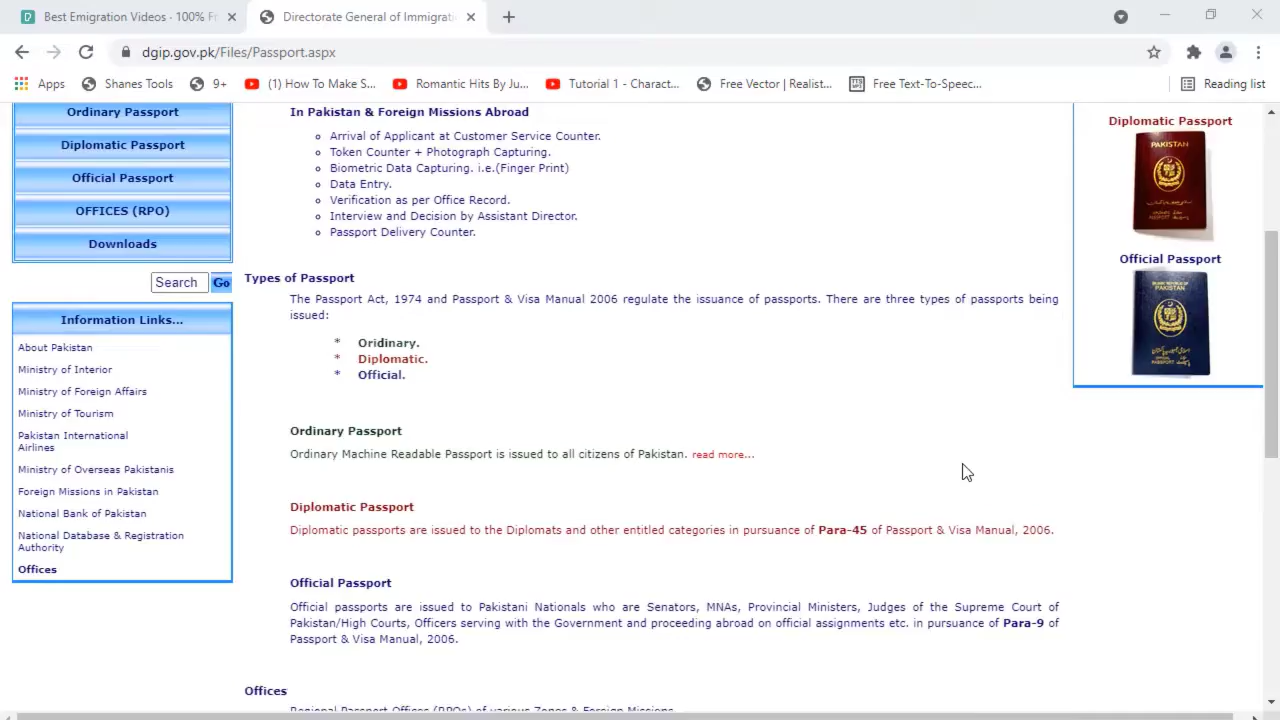 Best Emigration Videos · 100% Fr
Directorate General of Immigrati
dgip.gov.pk/Files/Passport.aspx
Apps
Shanes Tools
9+
(1) How To Make S...
Romantic Hits By Ju...
Tutorial 1 - Charact...
Free Vector | Realist...
Free Text-To-Speec...
Reading list
Ordinary Passport
Diplomatic Passport
Official Passport
OFFICES (RPO)
Downloads
Search Go
Information Links...
About Pakistan
Ministry of Interior
Ministry of Foreign Affairs
Ministry of Tourism
Pakistan International
Airlines
Ministry of Overseas Pakistanis
Foreign Missions in Pakistan
National Bank of Pakistan
National Database & Registration
Authority
Offices
In Pakistan & Foreign Missions Abroad
Arrival of Applicant at Customer Service Counter.
Token Counter + Photograph Capturing.
Biometric Data Capturing. i.e.(Finger Print)
Data Entry.
Verification as per Office Record.
Interview and Decision by Assistant Director.
Passport Delivery Counter.
Types of Passport
The Passport Act, 1974 and Passport & Visa Manual 2006 regulate the issuance of passports. There are three types of passports being
issued:
* Oridinary.
* Diplomatic.
* Official.
Ordinary Passport
Ordinary Machine Readable Passport is issued to all citizens of Pakistan. read more...
Diplomatic Passport
Diplomatic passports are issued to the Diplomats and other entitled categories in pursuance of Para-45 of Passport & Visa Manual, 2006.
Official Passport
Official passports are issued to Pakistani Nationals who are Senators, MNAs, Provincial Ministers, Judges of the Supreme Court of
Pakistan/High Courts, Officers serving with the Government and proceeding abroad on official assignments etc. in pursuance of Para-9 of
Passport & Visa Manual, 2006.
Offices
Regional Passport Offices (RPOs) of various Zones & Foreign Missions
Diplomatic Passport
PAKISTAN
Official Passport
PAKISTAN